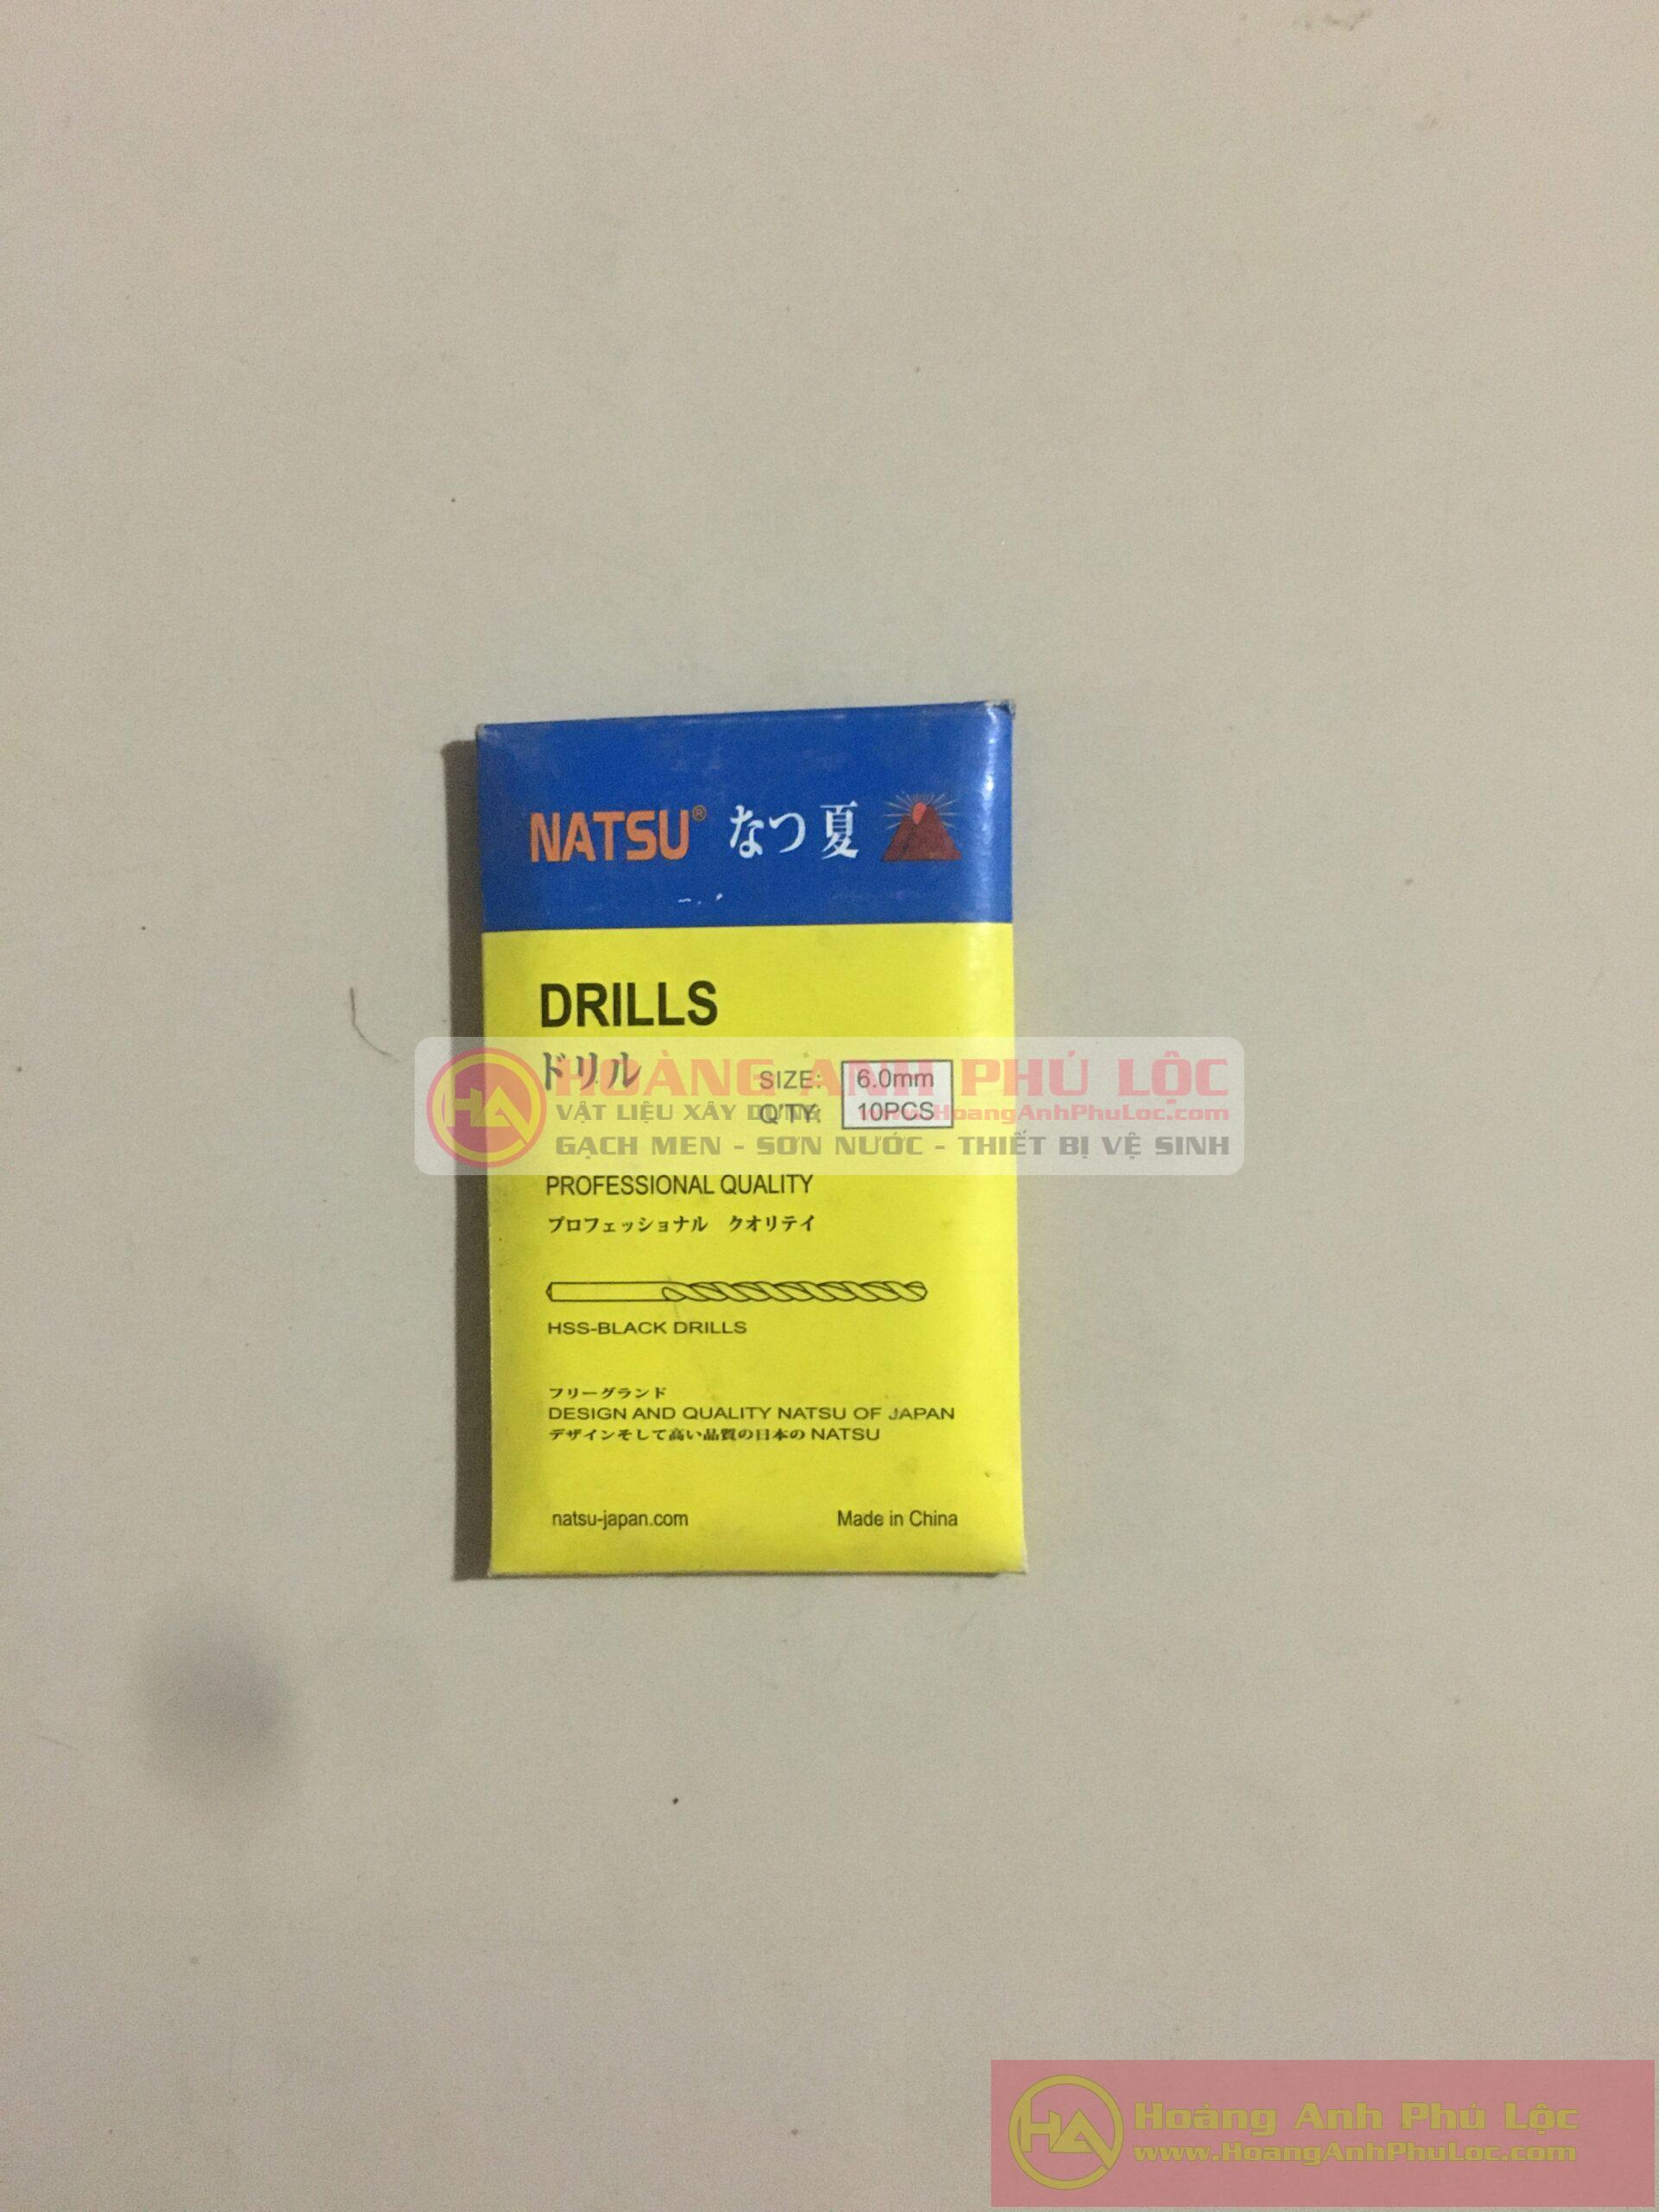 NATSU® なつ 夏
DRILLS
ドリル
SIZE: 6.0mm
Q'TY: 10PCS
HOÀNG ANH PHÚ LỘC
VẬT LIỆU XÂY DỰNG www.HoangAnhPhuLoc.com
GẠCH MEN - SƠN NƯỚC - THIẾT BỊ VỆ SINH
PROFESSIONAL QUALITY
プロフェッショナル クオリテイ
HSS-BLACK DRILLS
フリーグランド
DESIGN AND QUALITY NATSU OF JAPAN
デザインそして高い品質の日本の NATSU
natsu-japan.com Made in China
HA Hoàng Anh Phú Lộc
www.HoangAnhPhuLoc.com